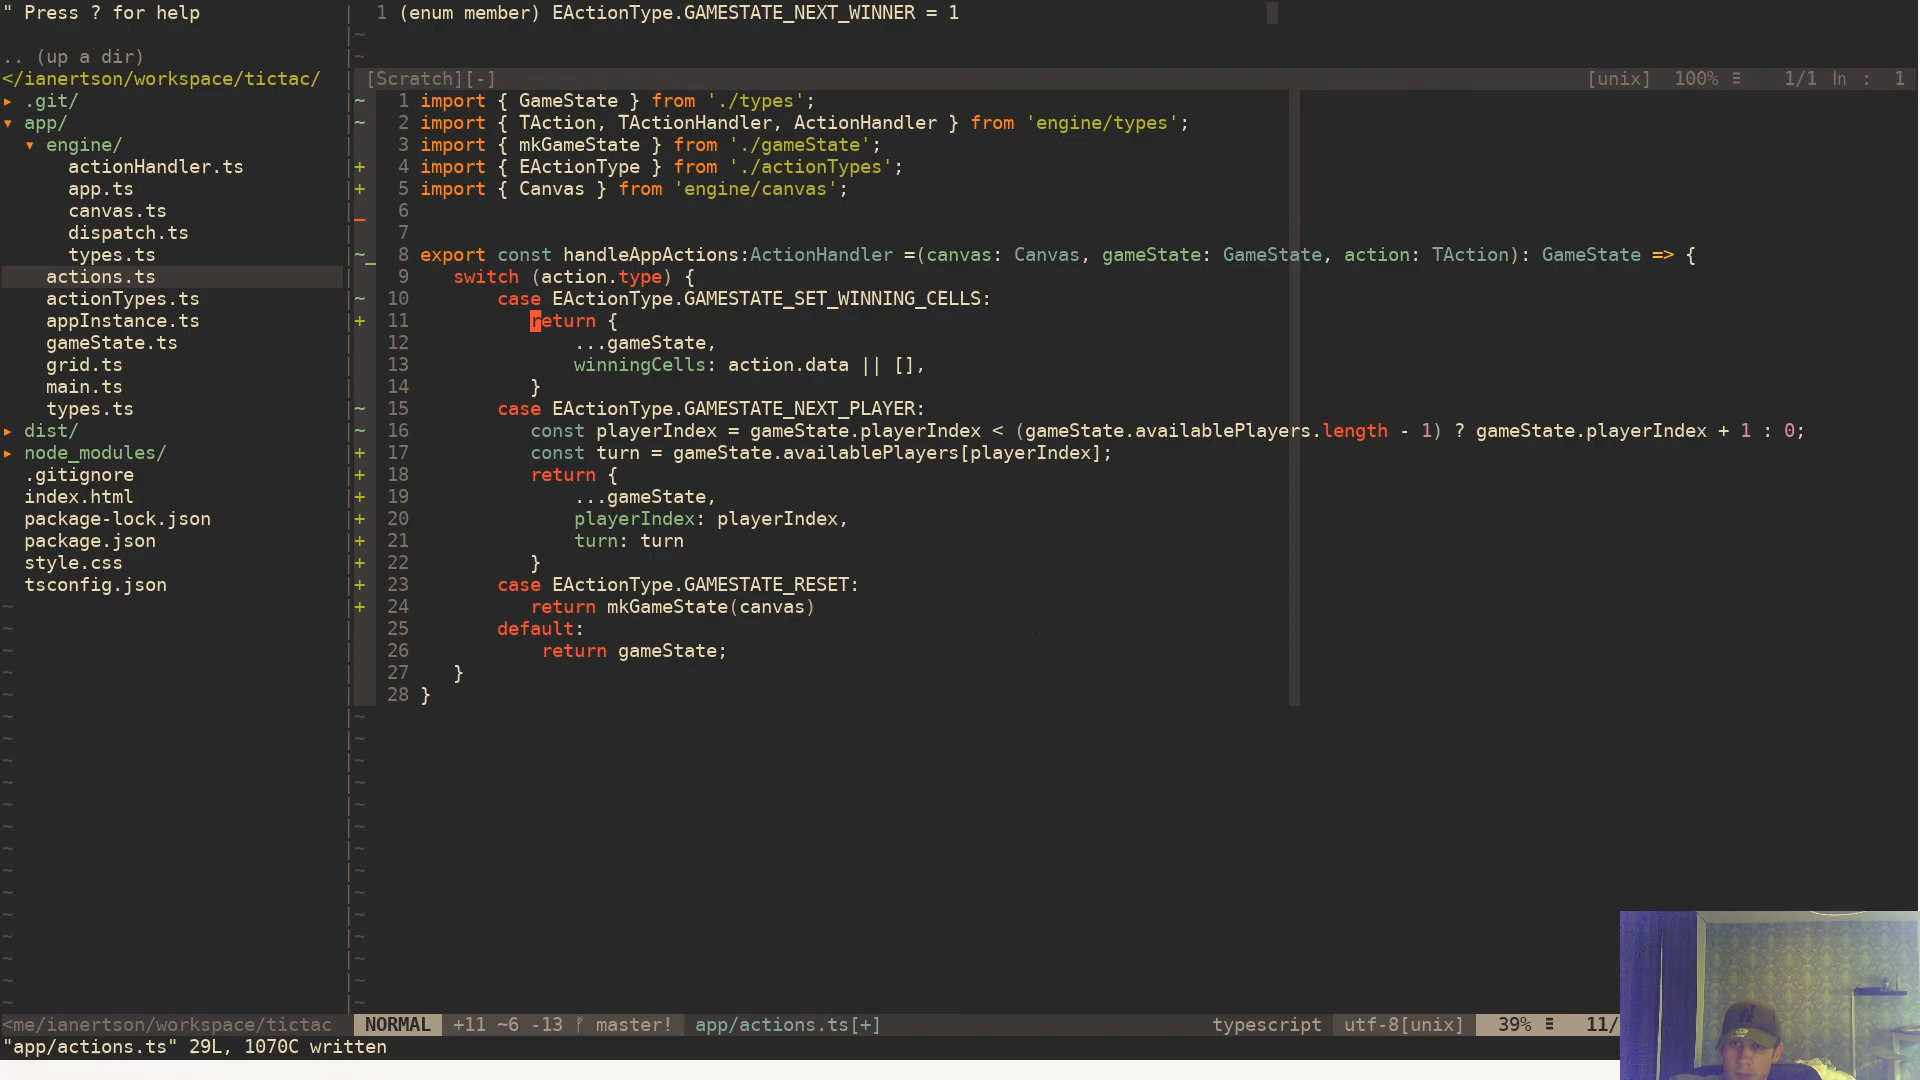 " Press ? for help
.. (up a dir)
</ianertson/workspace/tictac/
▸ .git/
▾ app/
▾ engine/
actionHandler.ts
app.ts
canvas.ts
dispatch.ts
types.ts
actions.ts
actionTypes.ts
appInstance.ts
gameState.ts
grid.ts
main.ts
types.ts
▸ dist/
▸ node_modules/
.gitignore
index.html
package-lock.json
package.json
style.css
tsconfig.json
<me/ianertson/workspace/tictac
1 (enum member) EActionType.GAMESTATE_NEXT_WINNER = 1
[Scratch][-] [unix] 100% ≡ 1/1 ln : 1
~ 1 import { GameState } from './types';
~ 2 import { TAction, TActionHandler, ActionHandler } from 'engine/types';
3 import { mkGameState } from './gameState';
+ 4 import { EActionType } from './actionTypes';
+ 5 import { Canvas } from 'engine/canvas';
_ 6
7
~_ 8 export const handleAppActions:ActionHandler =(canvas: Canvas, gameState: GameState, action: TAction): GameState => {
9 switch (action.type) {
~ 10 case EActionType.GAMESTATE_SET_WINNING_CELLS:
+ 11 return {
12 ...gameState,
13 winningCells: action.data || [],
14 }
~ 15 case EActionType.GAMESTATE_NEXT_PLAYER:
~ 16 const playerIndex = gameState.playerIndex < (gameState.availablePlayers.length - 1) ? gameState.playerIndex + 1 : 0;
+ 17 const turn = gameState.availablePlayers[playerIndex];
+ 18 return {
+ 19 ...gameState,
+ 20 playerIndex: playerIndex,
+ 21 turn: turn
+ 22 }
+ 23 case EActionType.GAMESTATE_RESET:
+ 24 return mkGameState(canvas)
25 default:
26 return gameState;
27 }
28 }
NORMAL +11 ~6 -13 ᚠ master! app/actions.ts[+] typescript utf-8[unix] 39% ≡ 11/
"app/actions.ts" 29L, 1070C written